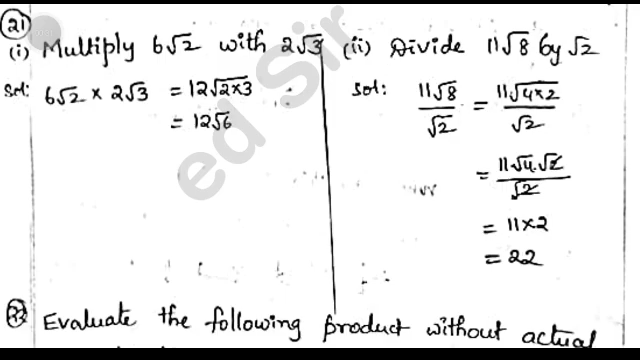 21
(i) Multiply 6√2 with 2√3
Sol: 6√2 × 2√3 = 12√2×3
= 12√6
(ii) Divide 11√8 by √2
Sol: 11√8/√2 = 11√4×2/√2
= 11√4.√2/√2
= 11×2
= 22
Evaluate the following product without actual
ed Sir